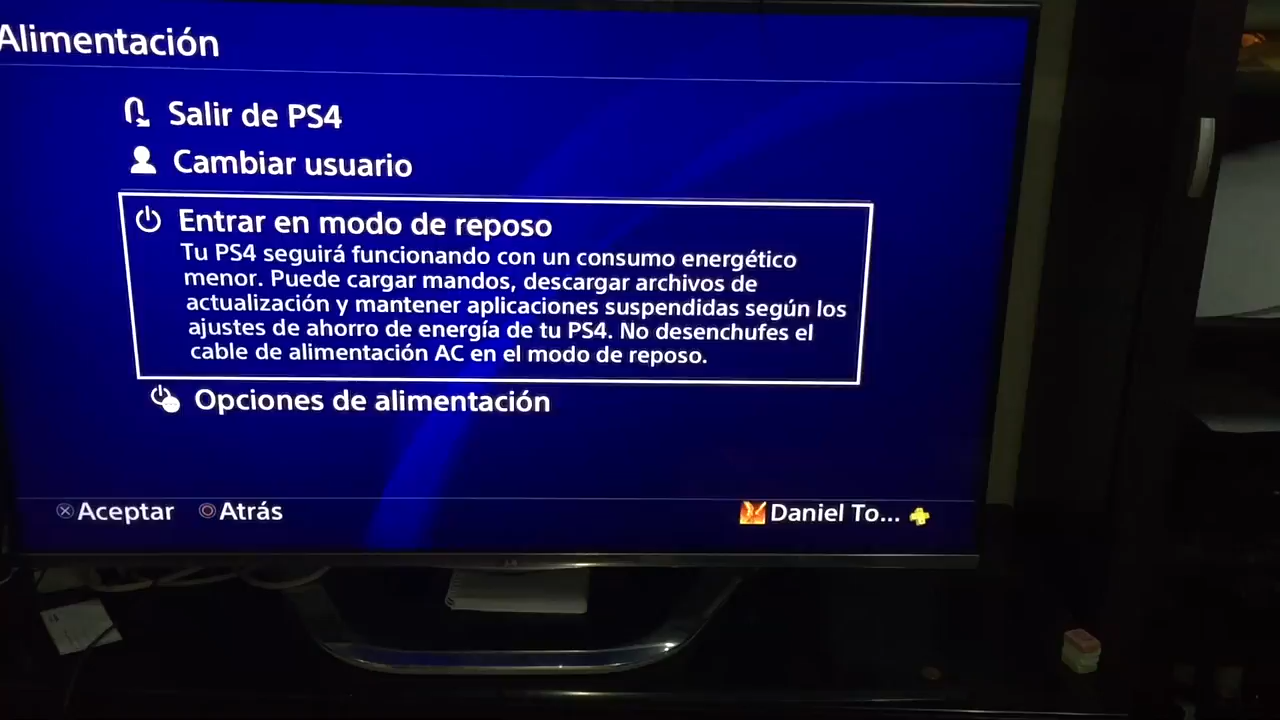 Alimentación
Salir de PS4
Cambiar usuario
Entrar en modo de reposo
Tu PS4 seguirá funcionando con un consumo energético
menor. Puede cargar mandos, descargar archivos de
actualización y mantener aplicaciones suspendidas según los
ajustes de ahorro de energía de tu PS4. No desenchufes el
cable de alimentación AC en el modo de reposo.
Opciones de alimentación
Aceptar Atrás Daniel To...